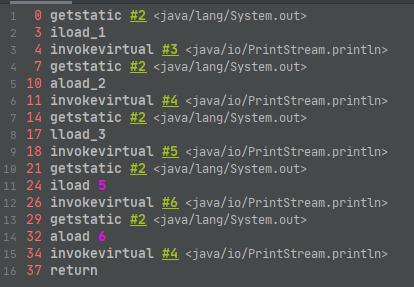 1 0 getstatic #2 <java/lang/System.out>
2 3 iload_1
3 4 invokevirtual #3 <java/io/PrintStream.println>
4 7 getstatic #2 <java/lang/System.out>
5 10 aload_2
6 11 invokevirtual #4 <java/io/PrintStream.println>
7 14 getstatic #2 <java/lang/System.out>
8 17 lload_3
9 18 invokevirtual #5 <java/io/PrintStream.println>
10 21 getstatic #2 <java/lang/System.out>
11 24 iload 5
12 26 invokevirtual #6 <java/io/PrintStream.println>
13 29 getstatic #2 <java/lang/System.out>
14 32 aload 6
15 34 invokevirtual #4 <java/io/PrintStream.println>
16 37 return